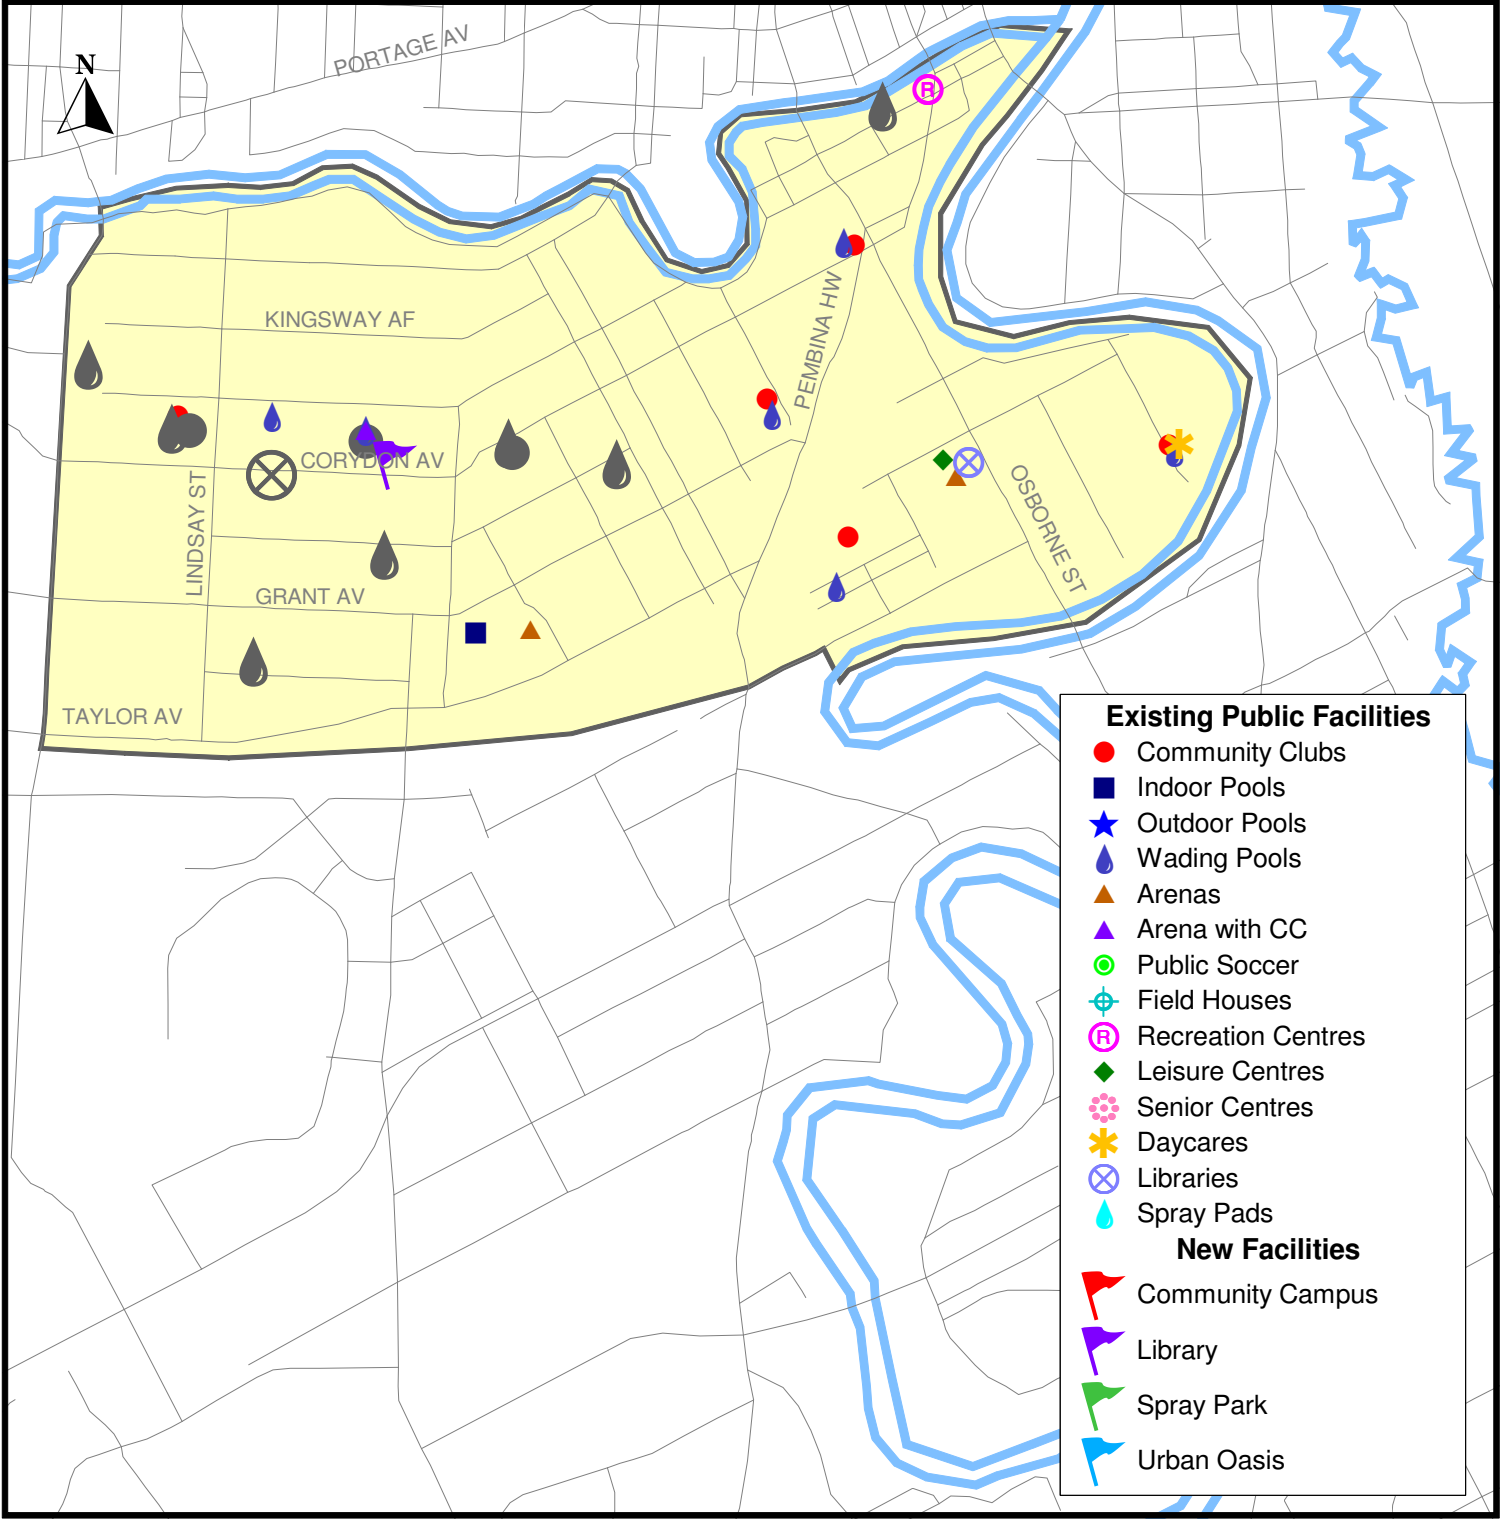 PORTAGE AV
N
R
KINGSWAY AF
PEMBINA HW
CORYDON AV
LINDSAY ST
OSBORNE ST
GRANT AV
TAYLOR AV
Existing Public Facilities
Community Clubs
Indoor Pools
Outdoor Pools
Wading Pools
Arenas
Arena with CC
Public Soccer
Field Houses
R Recreation Centres
Leisure Centres
Senior Centres
Daycares
Libraries
Spray Pads
New Facilities
Community Campus
Library
Spray Park
Urban Oasis